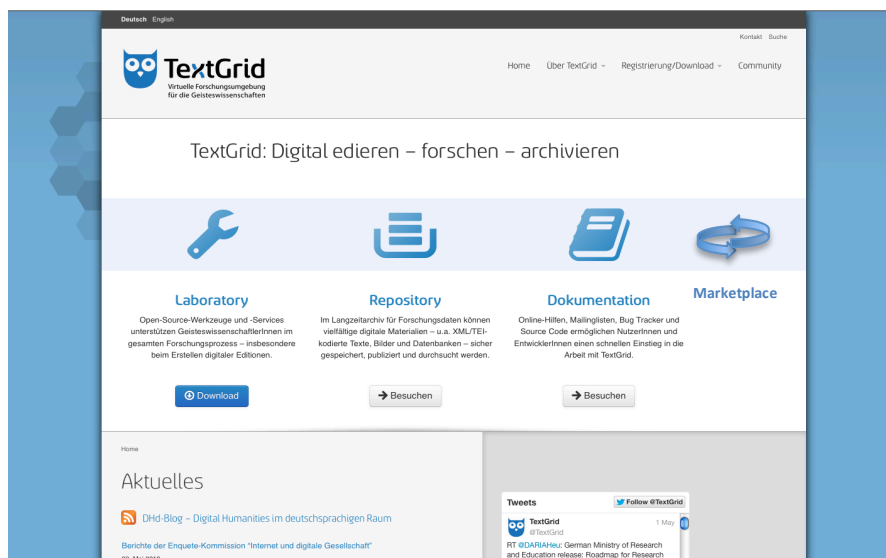 Deutsch English
Kontakt Suche
TextGrid
Virtuelle Forschungsumgebung
für die Geisteswissenschaften
Home Über TextGrid Registrierung/Download Community
TextGrid: Digital edieren – forschen – archivieren
Laboratory
Open-Source-Werkzeuge und -Services
unterstützen GeisteswissenschaftlerInnen im
gesamten Forschungsprozess – insbesondere
beim Erstellen digitaler Editionen.
Download
Repository
Im Langzeitarchiv für Forschungsdaten können
vielfältige digitale Materialien – u.a. XML/TEI-
kodierte Texte, Bilder und Datenbanken – sicher
gespeichert, publiziert und durchsucht werden.
Besuchen
Dokumentation
Online-Hilfen, Mailinglisten, Bug Tracker und
Source Code ermöglichen NutzerInnen und
EntwicklerInnen einen schnellen Einstieg in die
Arbeit mit TextGrid.
Besuchen
Marketplace
Home
Aktuelles
DHd-Blog – Digital Humanities im deutschsprachigen Raum
Berichte der Enquete-Kommission "Internet und digitale Gesellschaft"
Tweets
Follow @TextGrid
TextGrid 1 May
@TextGrid
RT @DARIAHeu: German Ministry of Research
and Education release: Roadmap for Research